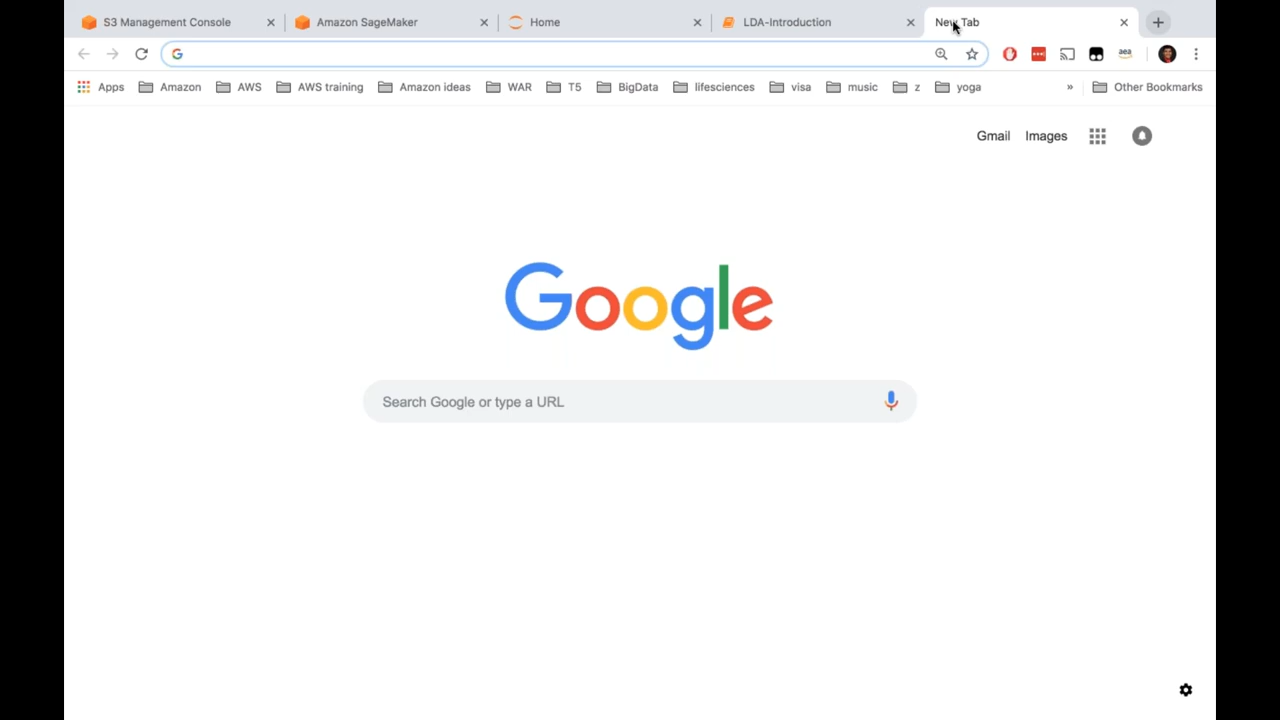 S3 Management Console Amazon SageMaker Home LDA-Introduction New Tab
Apps Amazon AWS AWS training Amazon ideas WAR T5 BigData lifesciences visa music z yoga » Other Bookmarks
Gmail Images
Google
Search Google or type a URL